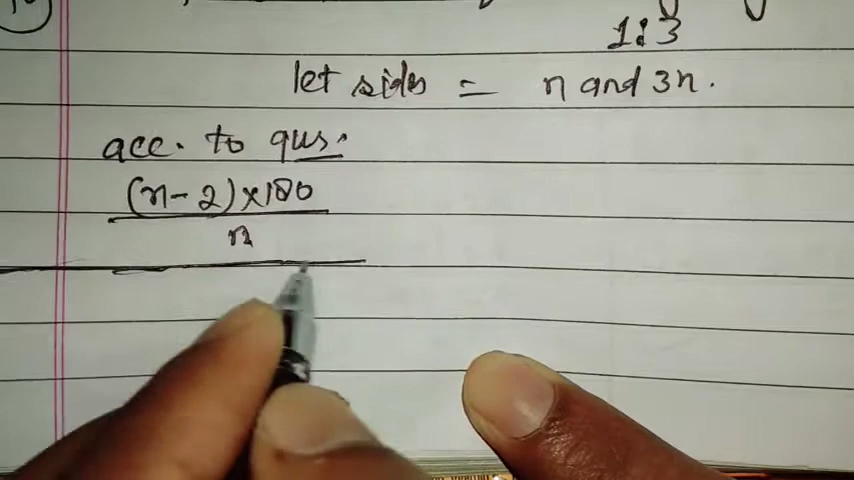 1:3
let sides = n and 3n.
acc. to qus.
(n-2)×180
n